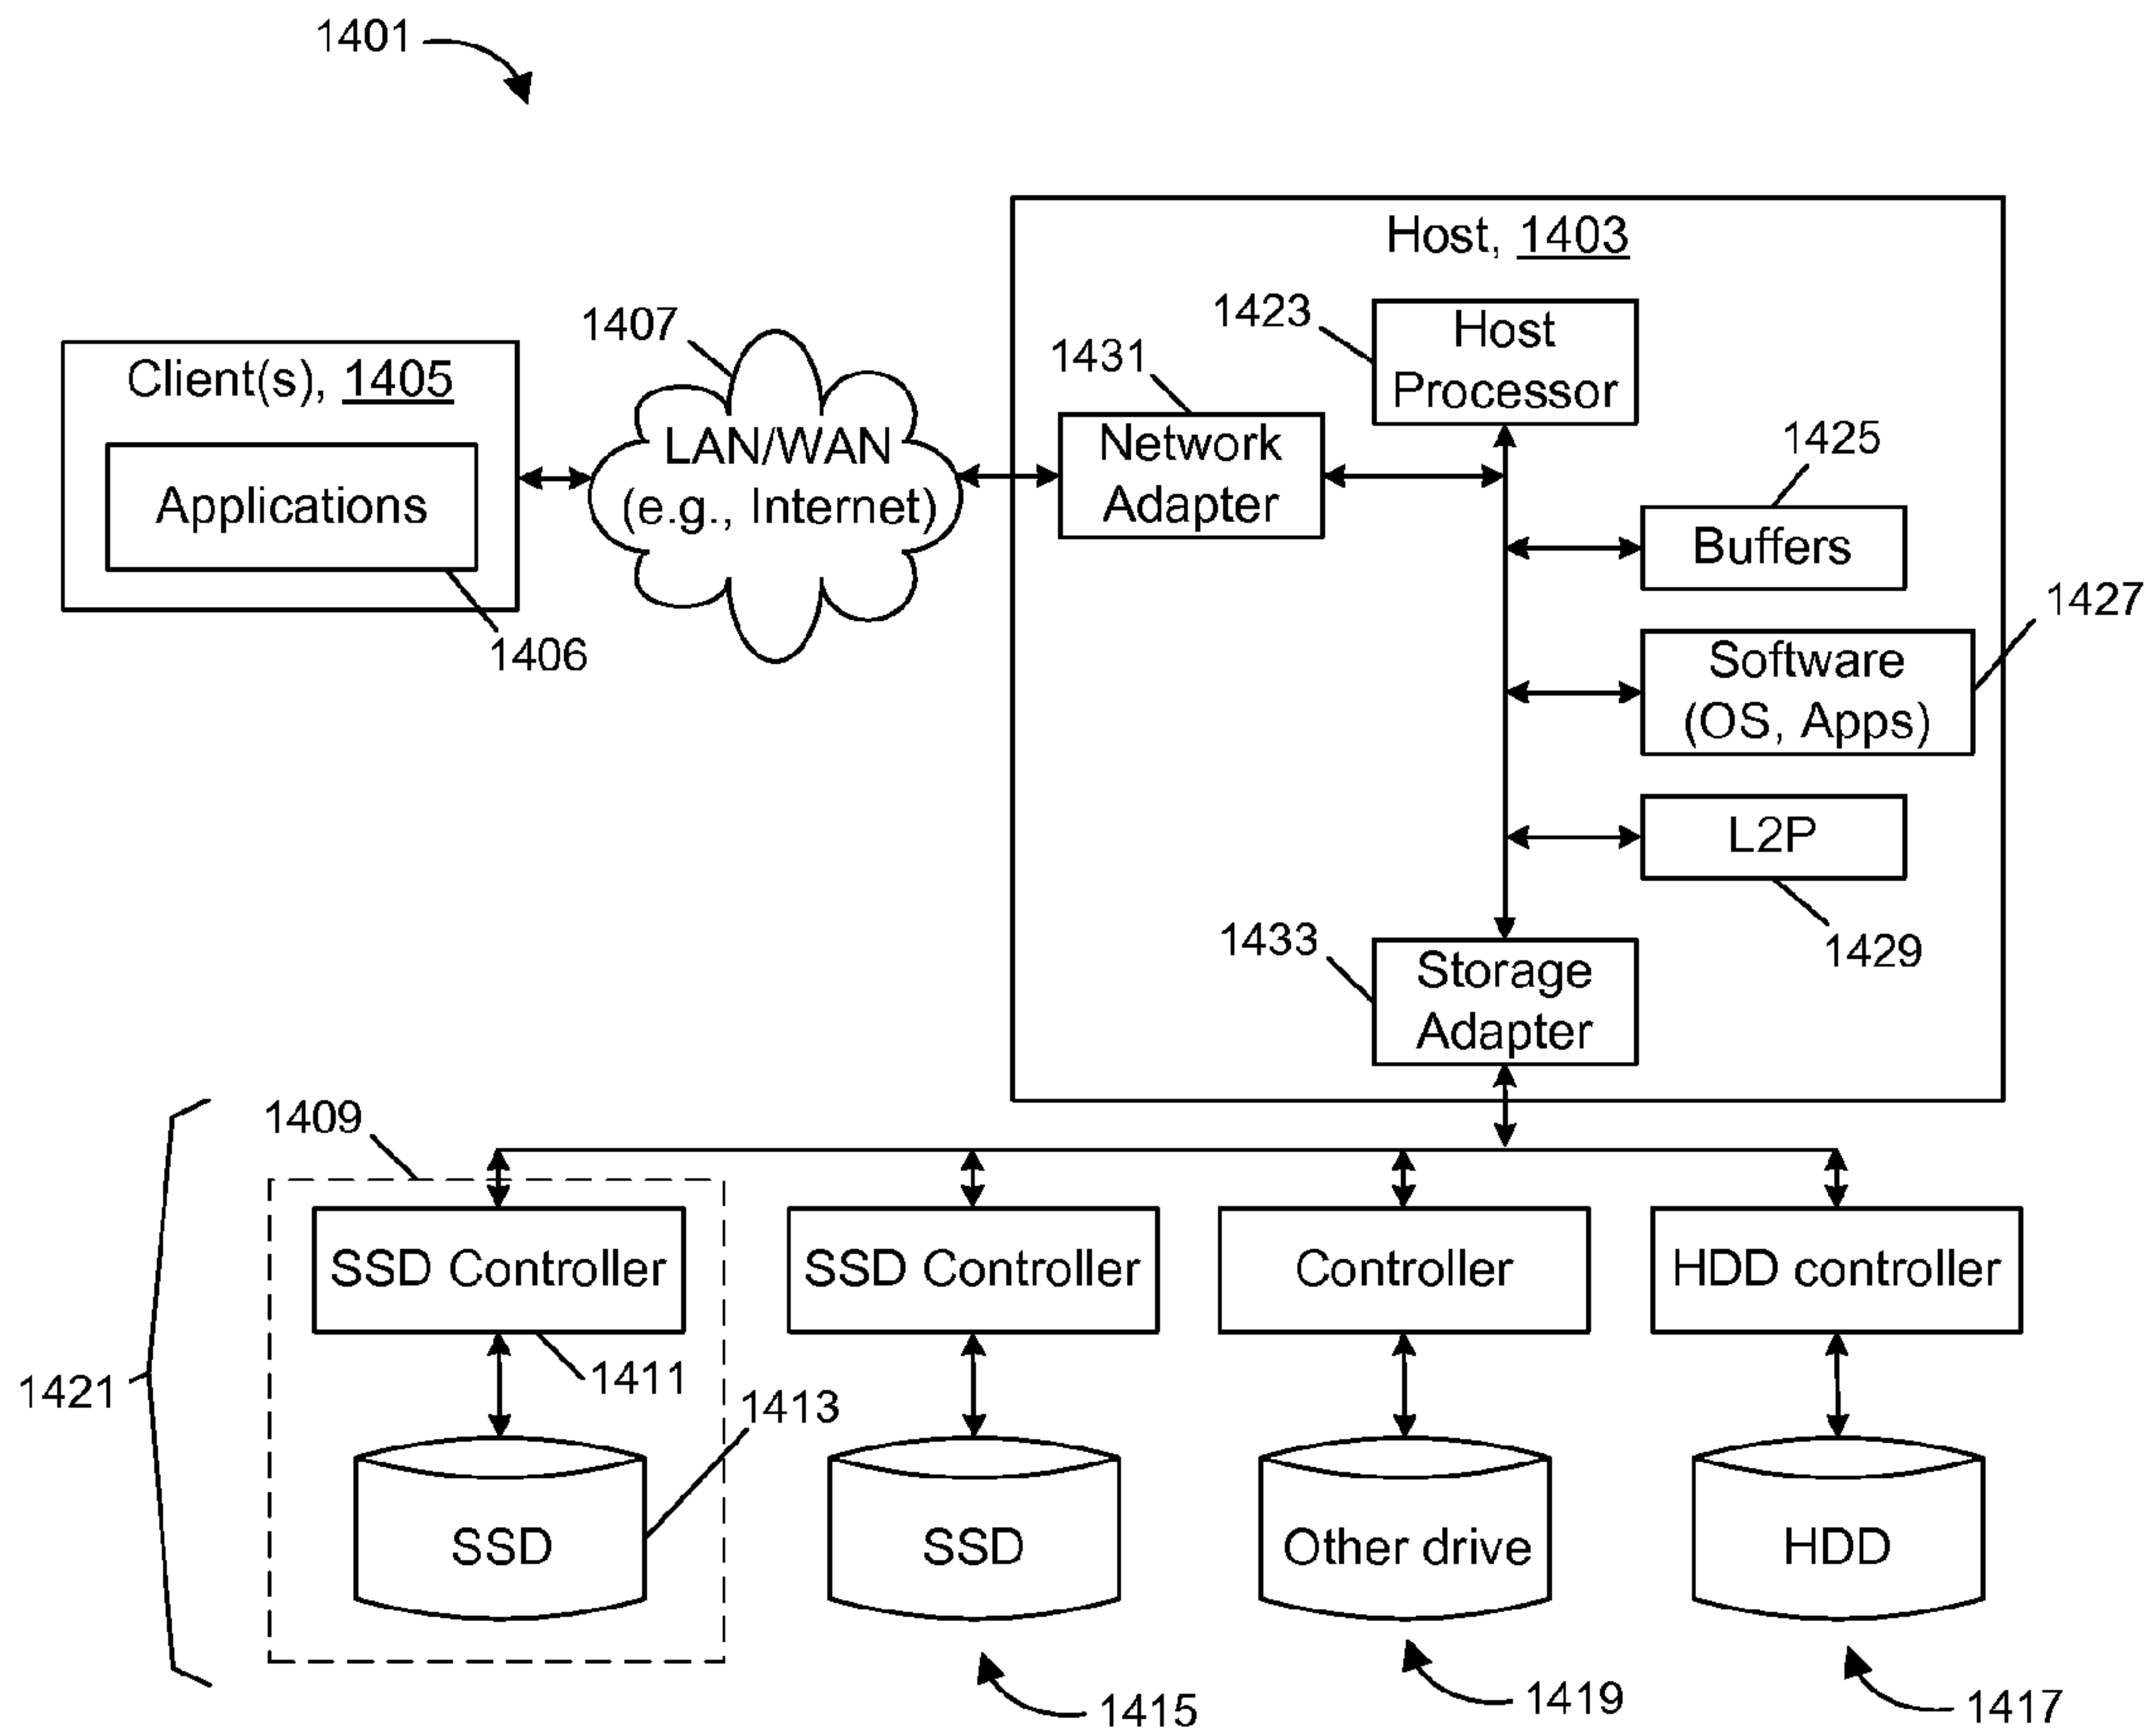 1401
Host, 1403
1423
Host
Processor
1407
1431
Client(s), 1405
Applications
1406
LAN/WAN
(e.g., Internet)
Network
Adapter
1425
Buffers
1427
Software
(OS, Apps)
L2P
1429
1433
Storage
Adapter
1409
SSD Controller
SSD Controller
Controller
HDD controller
1421
1411
1413
SSD
SSD
Other drive
HDD
1415
1419
1417